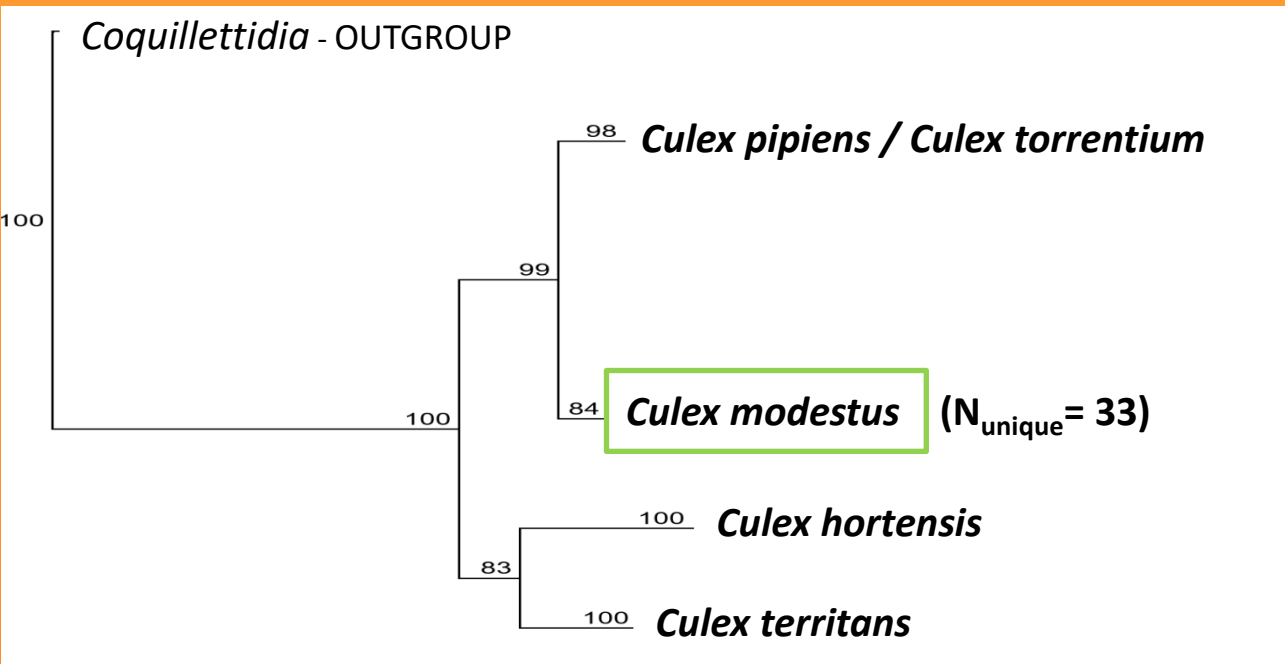 Coquillettidia - OUTGROUP
98 Culex pipiens / Culex torrentium
100
99
84 Culex modestus (Nunique= 33)
100
100 Culex hortensis
83
100 Culex territans